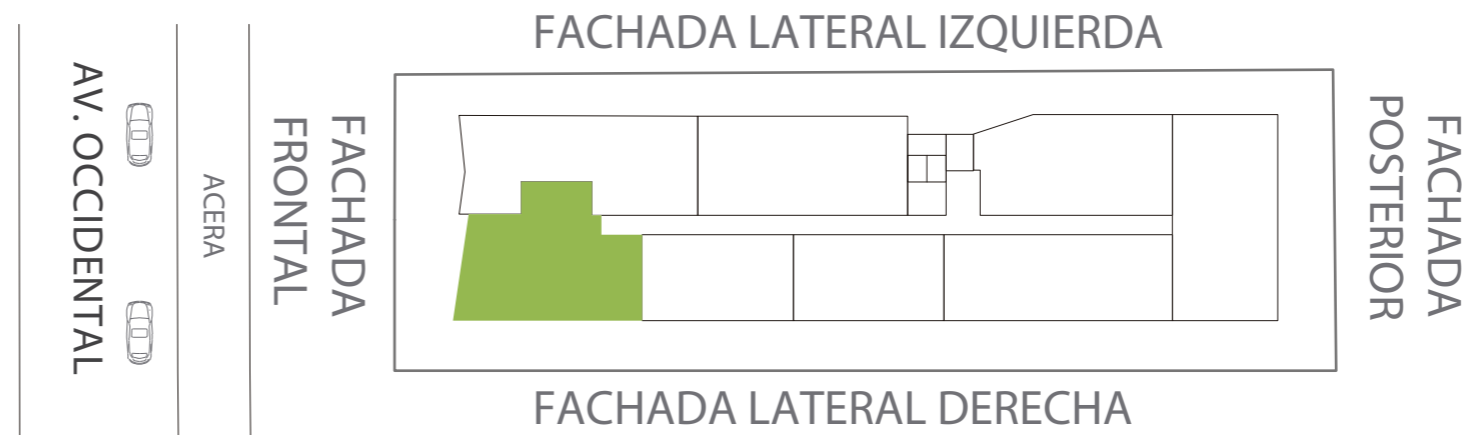 FACHADA LATERAL IZQUIERDA
AV. OCCIDENTAL
ACERA
FACHADA
FRONTAL
FACHADA
POSTERIOR
FACHADA LATERAL DERECHA